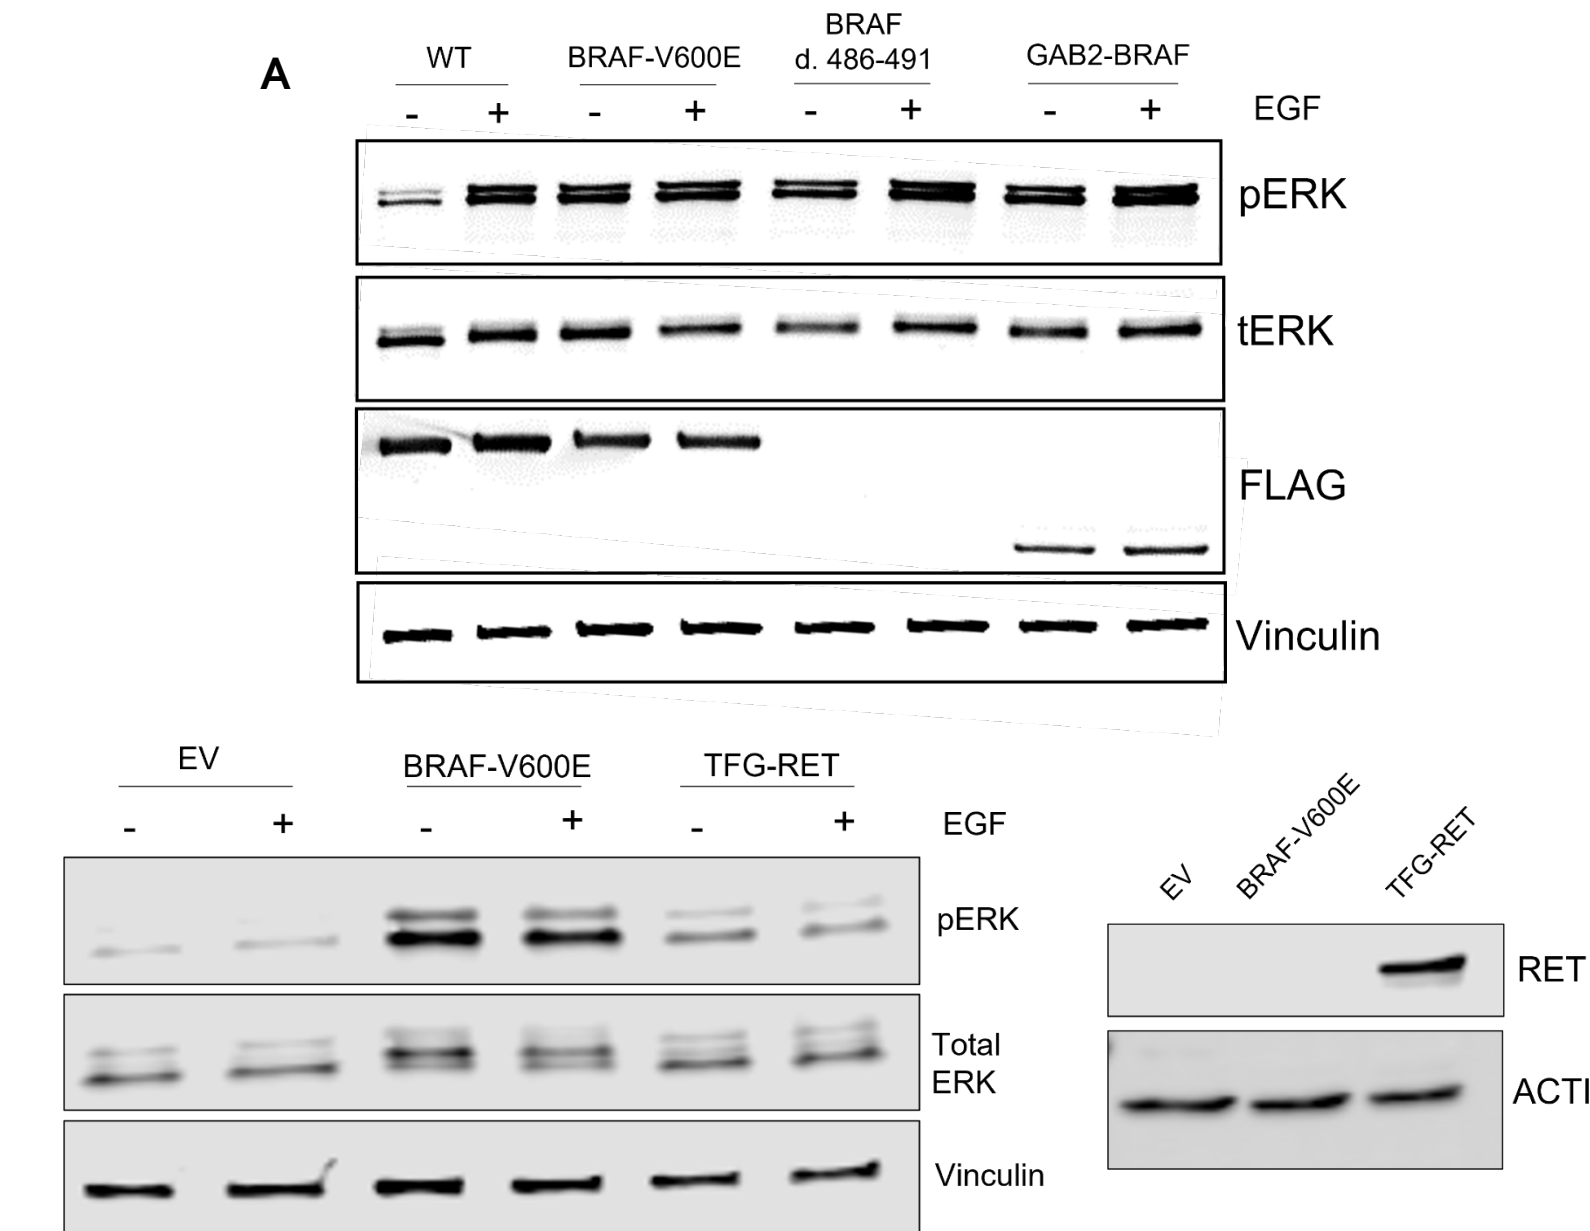 A
WT
BRAF-V600E
BRAF
d. 486-491
GAB2-BRAF
- + - + - + - + EGF
pERK
tERK
FLAG
Vinculin
EV
BRAF-V600E
TFG-RET
- + - + - + EGF
pERK
Total
ERK
Vinculin
EV
BRAF-V600E
TFG-RET
RET
ACTI